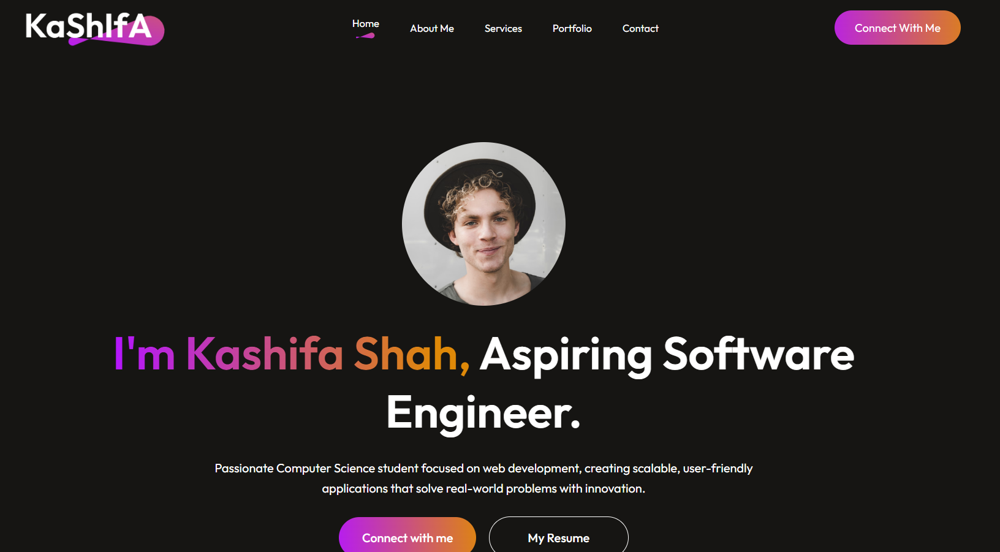 KaShIfA
Home
About Me
Services
Portfolio
Contact
Connect With Me
I'm Kashifa Shah, Aspiring Software
Engineer.
Passionate Computer Science student focused on web development, creating scalable, user-friendly
applications that solve real-world problems with innovation.
Connect with me
My Resume